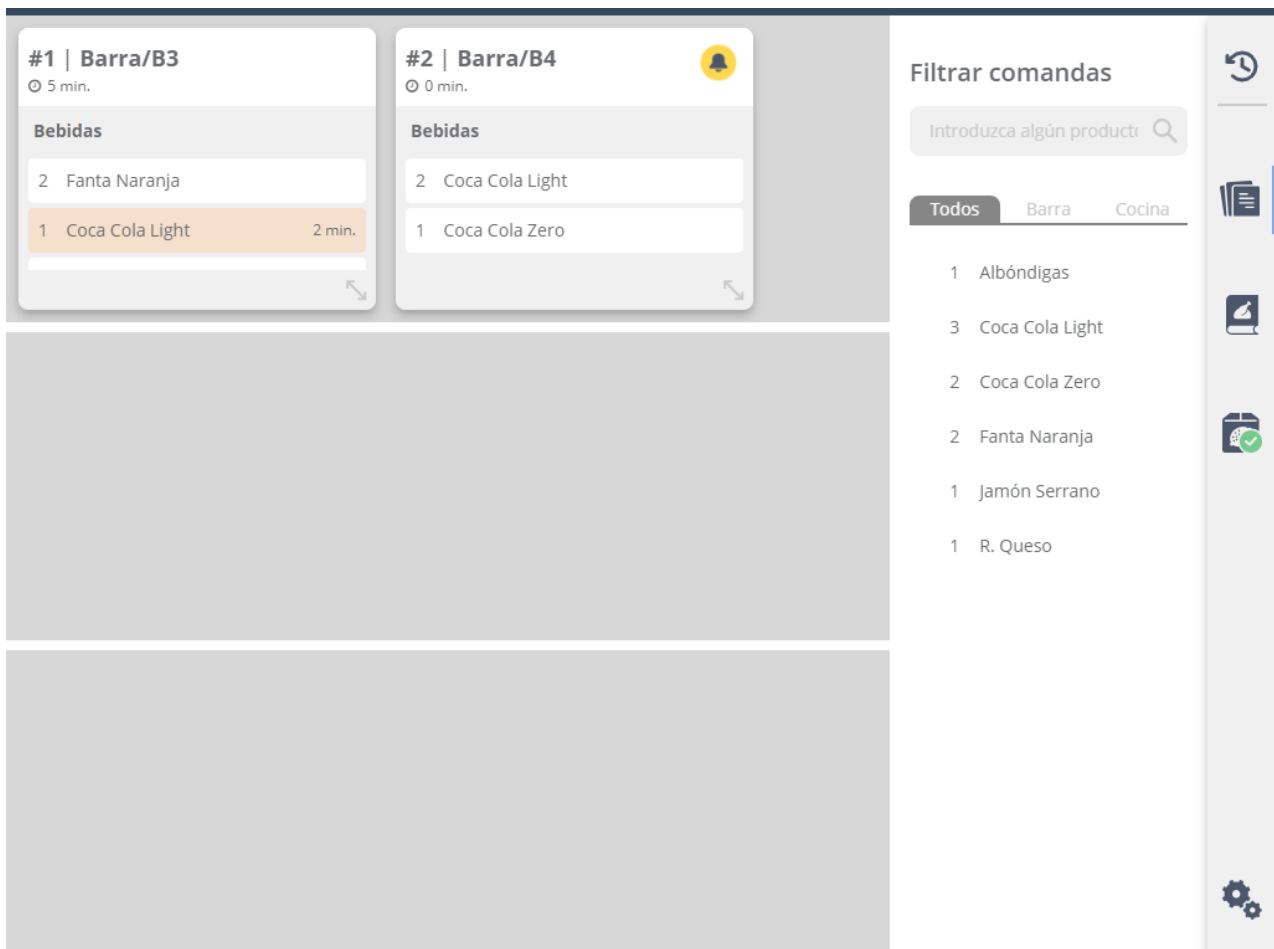 #1 | Barra/B3
5 min.
Bebidas
2 Fanta Naranja
1 Coca Cola Light 2 min.
#2 | Barra/B4
0 min.
Bebidas
2 Coca Cola Light
1 Coca Cola Zero
Filtrar comandas
Introduzca algún product
Todos Barra Cocina
1 Albóndigas
3 Coca Cola Light
2 Coca Cola Zero
2 Fanta Naranja
1 Jamón Serrano
1 R. Queso